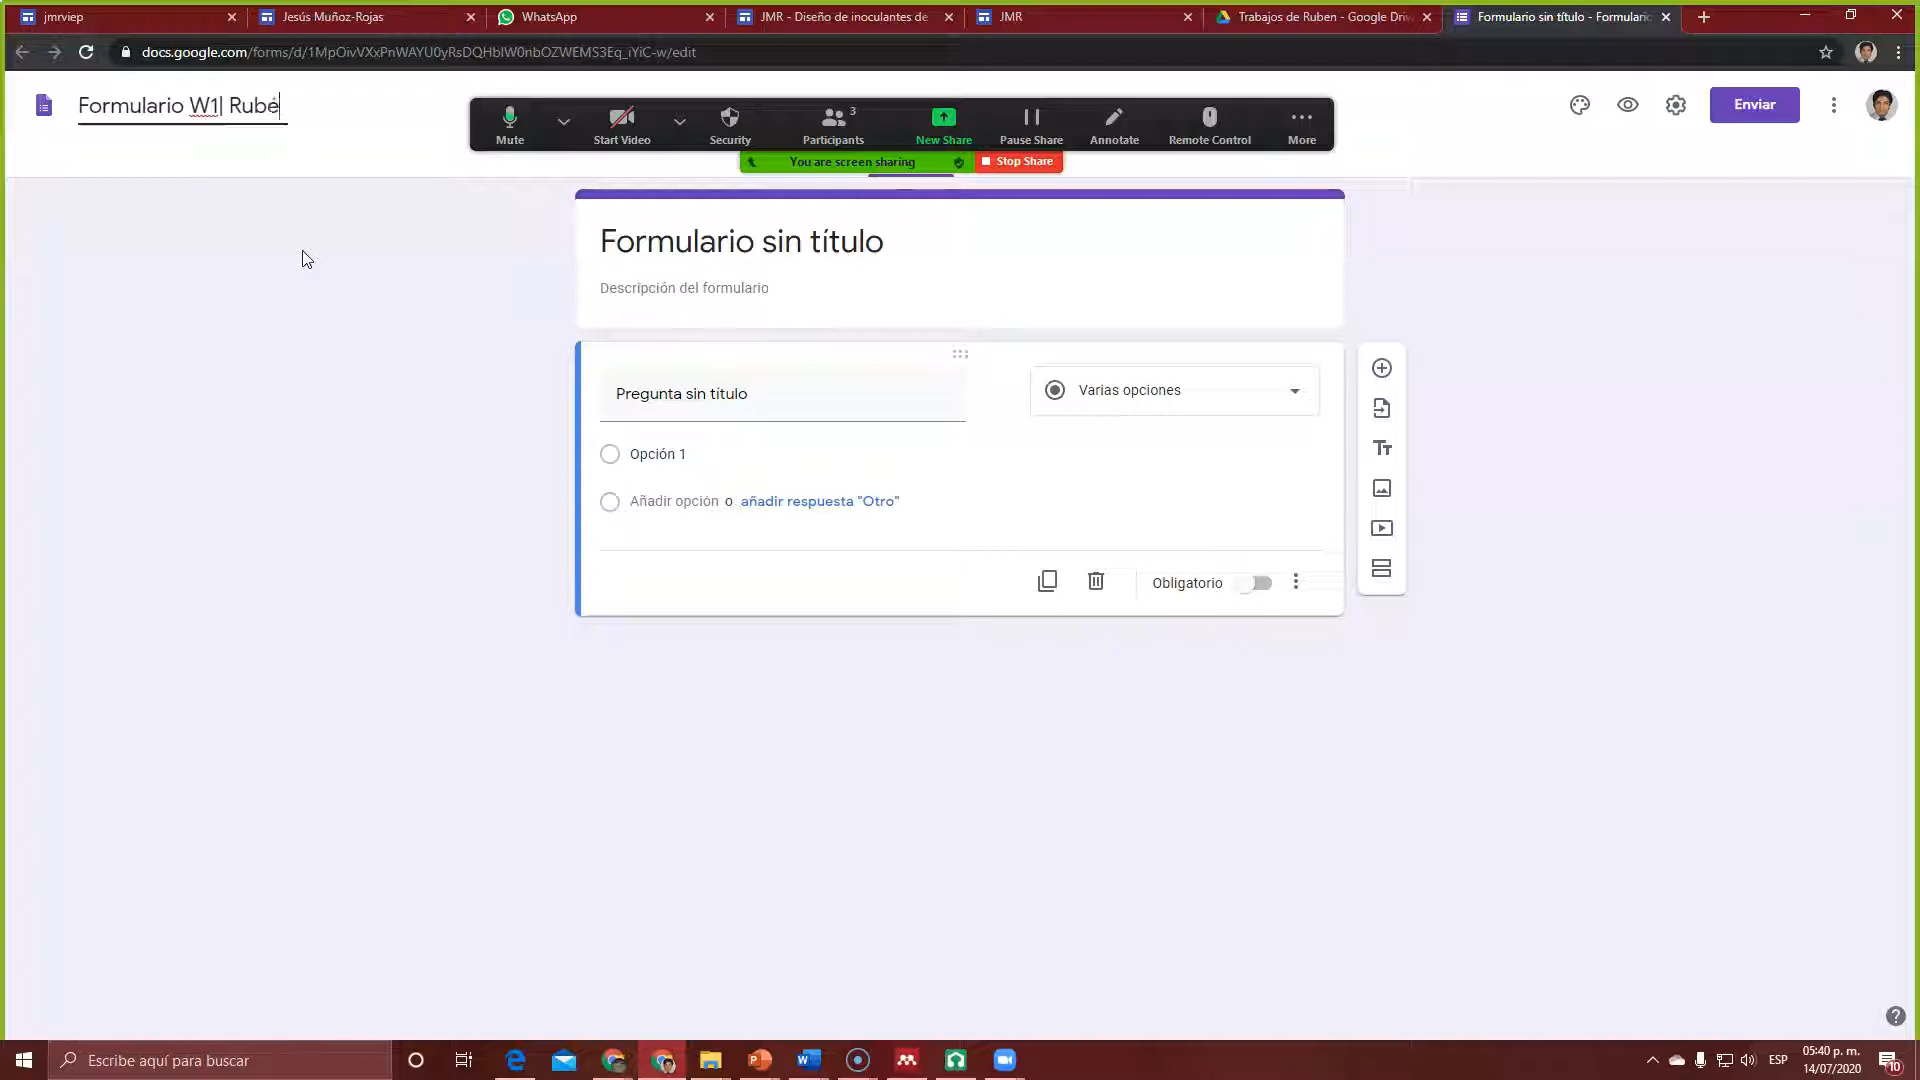 jmrviep
Jesús Muñoz-Rojas
WhatsApp
JMR - Diseño de inoculantes de
JMR
Trabajos de Ruben - Google Driv
Formulario sin título - Formulario
docs.google.com/forms/d/1MpOivVXxPnWAYU0yRsDQHbIW0nbOZWEMS3Eq_iYiC-w/edit
Formulario W1| Rubé
3
Mute
Start Video
Security
Participants
New Share
Pause Share
Annotate
Remote Control
More
Enviar
You are screen sharing
Stop Share
Formulario sin título
Descripción del formulario
Pregunta sin título
Varias opciones
Opción 1
Añadir opción o añadir respuesta "Otro"
Obligatorio
Escribe aquí para buscar
ESP
05:40 p. m.
14/07/2020
10